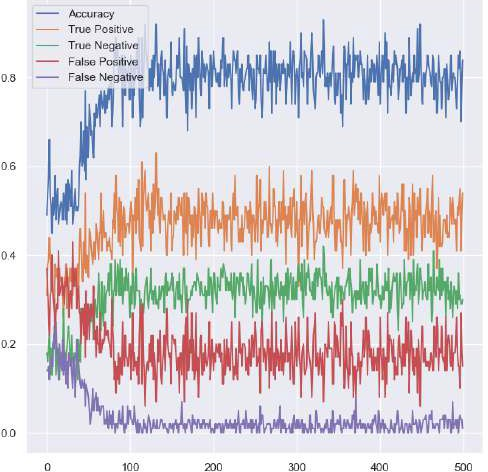 Accuracy
True Positive
True Negative
False Positive
False Negative
0.8
0.6
0.4
0.2
0.0
0 100 200 300 400 500